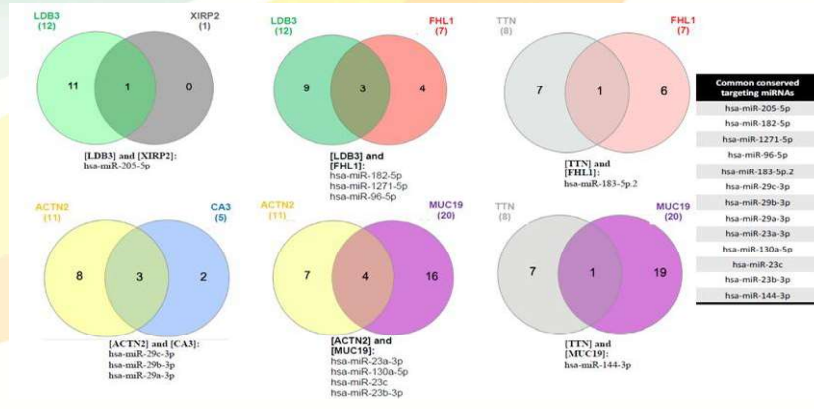 LDB3
(12)
XIRP2
(1)
11
1
0
[LDB3] and [XIRP2]:
hsa-miR-205-5p
LDB3
(12)
FHL1
(7)
9
3
4
[LDB3] and
[FHL1]:
hsa-miR-182-5p
hsa-miR-1271-5p
hsa-miR-96-5p
TTN
(8)
FHL1
(7)
7
1
6
[TTN] and
[FHL1]:
hsa-miR-183-5p.2
ACTN2
(11)
CA3
(5)
8
3
2
[ACTN2] and [CA3]:
hsa-miR-29c-3p
hsa-miR-29b-3p
hsa-miR-29a-3p
ACTN2
(11)
MUC19
(20)
7
4
16
[ACTN2] and
[MUC19]:
hsa-miR-23a-3p
hsa-miR-130a-5p
hsa-miR-23c
hsa-miR-23b-3p
TTN
(8)
MUC19
(20)
7
1
19
[TTN] and
[MUC19]:
hsa-miR-144-3p
Common conserved
targeting miRNAs
hsa-miR-205-5p
hsa-miR-182-5p
hsa-miR-1271-5p
hsa-miR-96-5p
hsa-miR-183-5p.2
hsa-miR-29c-3p
hsa-miR-29b-3p
hsa-miR-29a-3p
hsa-miR-23a-3p
hsa-miR-130a-5p
hsa-miR-23c
hsa-miR-23b-3p
hsa-miR-144-3p